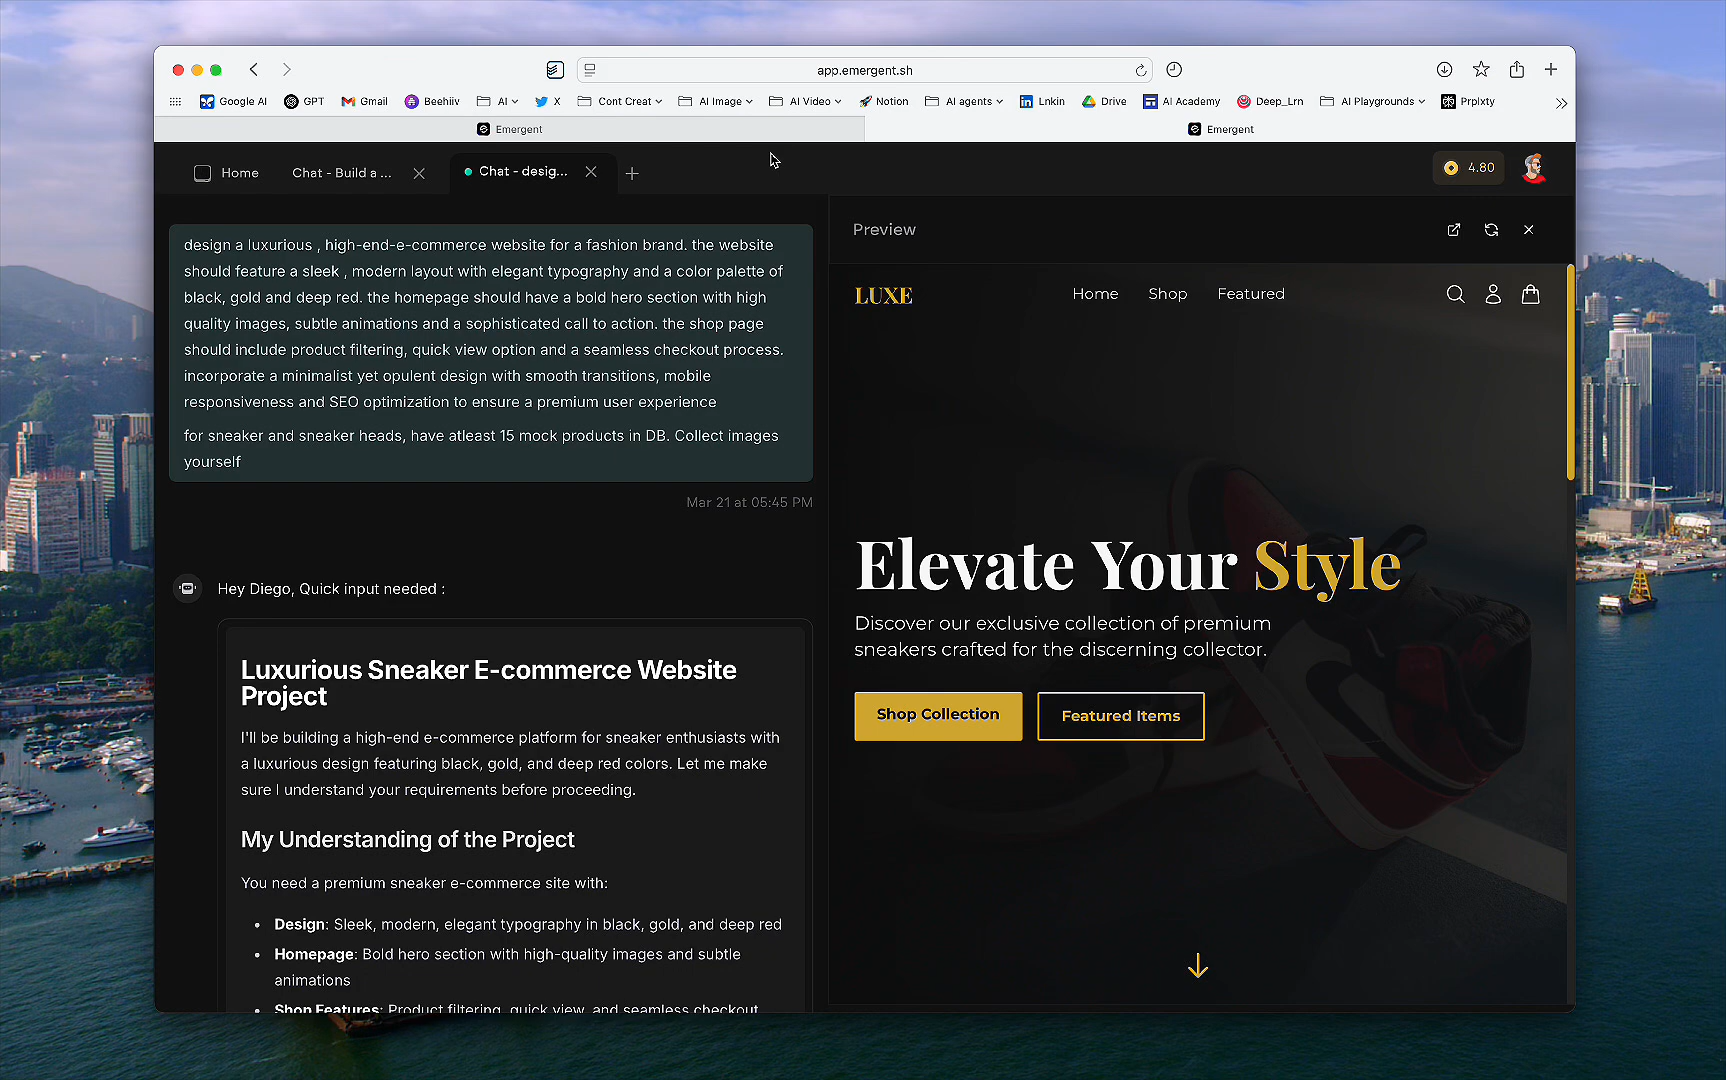 app.emergent.sh
Google AI GPT Gmail Beehiiv AI X Cont Creat AI Image AI Video Notion AI agents Lnkin Drive AI Academy Deep_Lrn AI Playgrounds Prplxty
Emergent Emergent
Home Chat - Build a ... Chat - desig... 4.80
design a luxurious , high-end-e-commerce website for a fashion brand. the website
should feature a sleek , modern layout with elegant typography and a color palette of
black, gold and deep red. the homepage should have a bold hero section with high
quality images, subtle animations and a sophisticated call to action. the shop page
should include product filtering, quick view option and a seamless checkout process.
incorporate a minimalist yet opulent design with smooth transitions, mobile
responsiveness and SEO optimization to ensure a premium user experience
for sneaker and sneaker heads, have atleast 15 mock products in DB. Collect images
yourself
Mar 21 at 05:45 PM
Hey Diego, Quick input needed :
Luxurious Sneaker E-commerce Website
Project
I'll be building a high-end e-commerce platform for sneaker enthusiasts with
a luxurious design featuring black, gold, and deep red colors. Let me make
sure I understand your requirements before proceeding.
My Understanding of the Project
You need a premium sneaker e-commerce site with:
• Design: Sleek, modern, elegant typography in black, gold, and deep red
• Homepage: Bold hero section with high-quality images and subtle
animations
• Shop Features: Product filtering, quick view, and seamless checkout
Preview
LUXE Home Shop Featured
Elevate Your Style
Discover our exclusive collection of premium
sneakers crafted for the discerning collector.
Shop Collection Featured Items